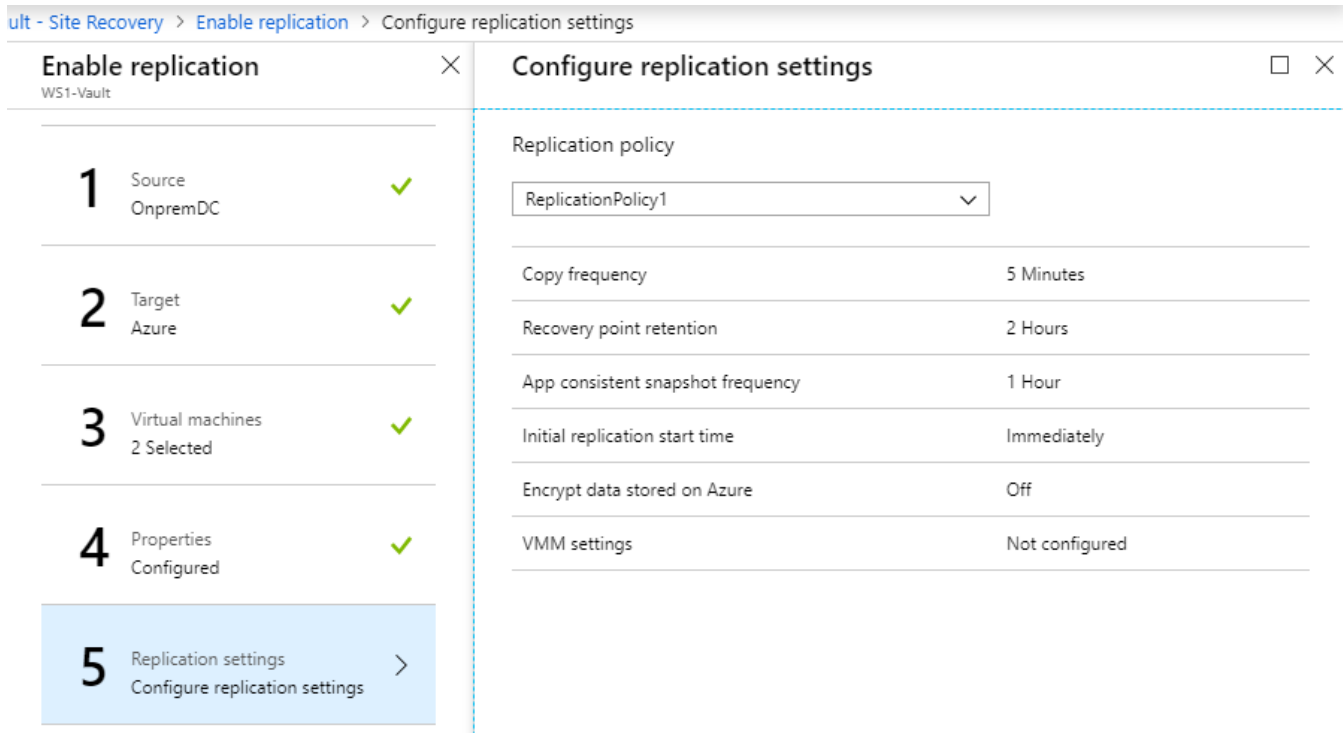 ult - Site Recovery > Enable replication > Configure replication settings
Enable replication
WS1-Vault
1
Source
OnpremDC
2
Target
Azure
3
Virtual machines
2 Selected
4
Properties
Configured
5
Replication settings
Configure replication settings
Configure replication settings
Replication policy
ReplicationPolicy1
Copy frequency 5 Minutes
Recovery point retention 2 Hours
App consistent snapshot frequency 1 Hour
Initial replication start time Immediately
Encrypt data stored on Azure Off
VMM settings Not configured